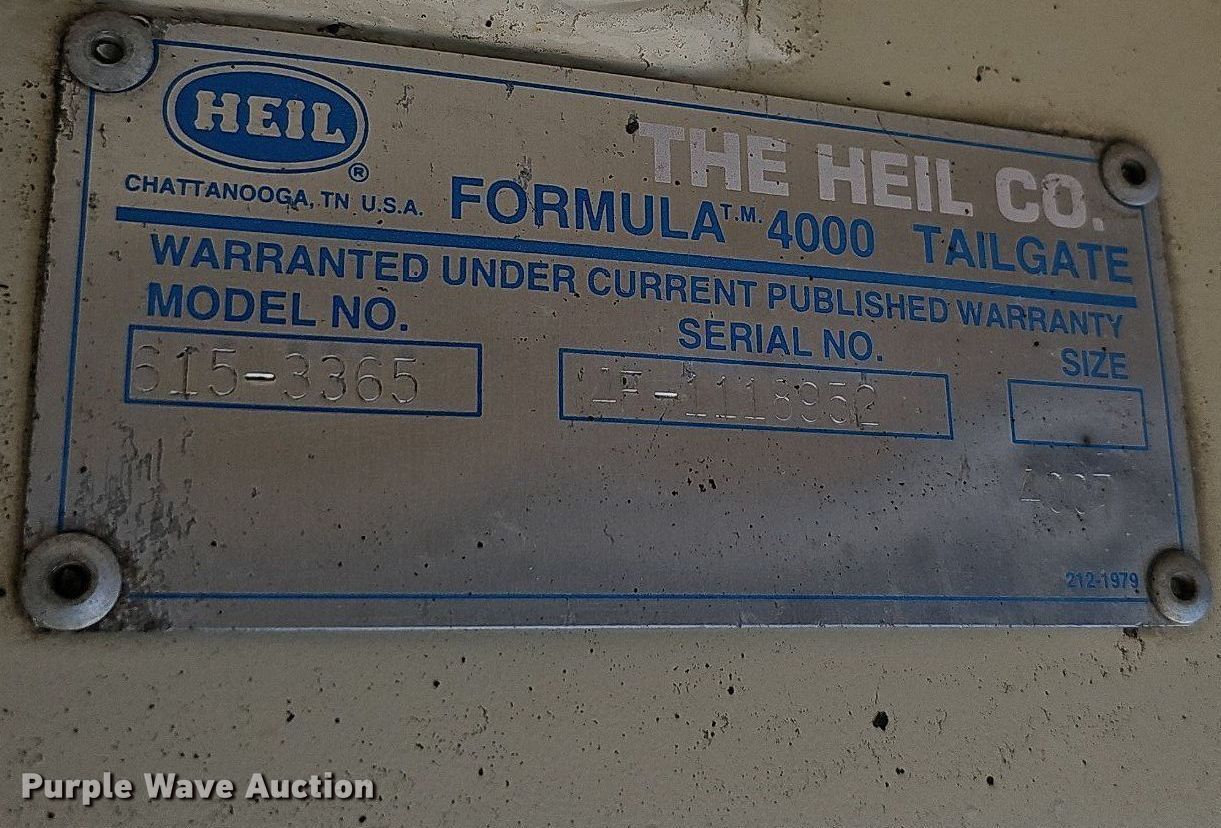 HEIL ®
THE HEIL CO.
CHATTANOOGA, TN U.S.A.
FORMULA T.M. 4000 TAILGATE
WARRANTED UNDER CURRENT PUBLISHED WARRANTY
MODEL NO. SERIAL NO. SIZE
615-3365
212-1979
Purple Wave Auction